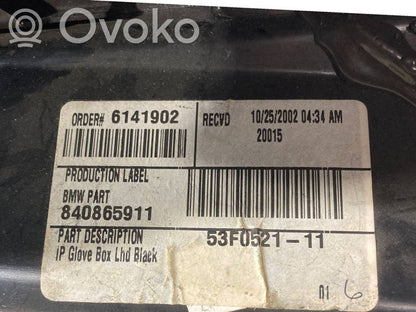 Ovoko
ORDER# 6141902
RECVD 10/25/2002 04:34 AM
20015
PRODUCTION LABEL
BMW PART
840865911
PART DESCRIPTION
53F0521-11
IP Glove Box Lhd Black
01 6